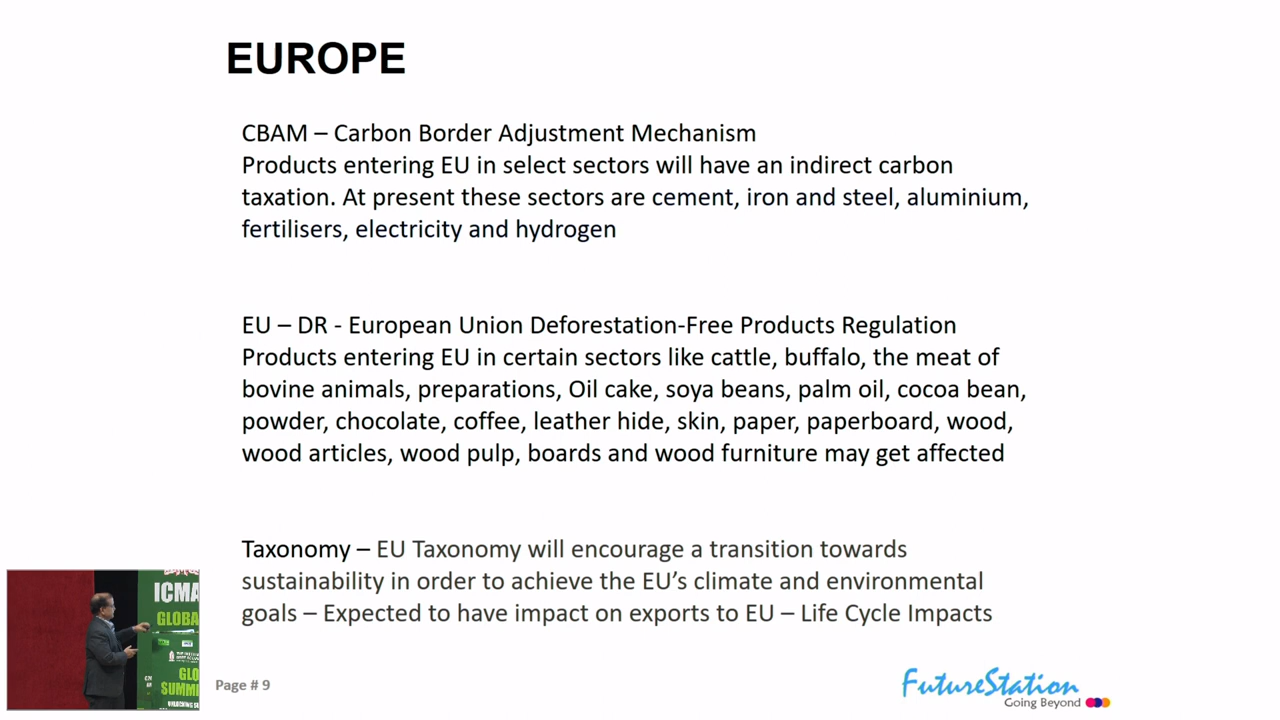 EUROPE
CBAM – Carbon Border Adjustment Mechanism
Products entering EU in select sectors will have an indirect carbon
taxation. At present these sectors are cement, iron and steel, aluminium,
fertilisers, electricity and hydrogen
EU – DR - European Union Deforestation-Free Products Regulation
Products entering EU in certain sectors like cattle, buffalo, the meat of
bovine animals, preparations, Oil cake, soya beans, palm oil, cocoa bean,
powder, chocolate, coffee, leather hide, skin, paper, paperboard, wood,
wood articles, wood pulp, boards and wood furniture may get affected
Taxonomy – EU Taxonomy will encourage a transition towards
sustainability in order to achieve the EU's climate and environmental
goals – Expected to have impact on exports to EU – Life Cycle Impacts
ICMA
GLOBA
GLO
SUMMI
Page # 9
FutureStation
Going Beyond